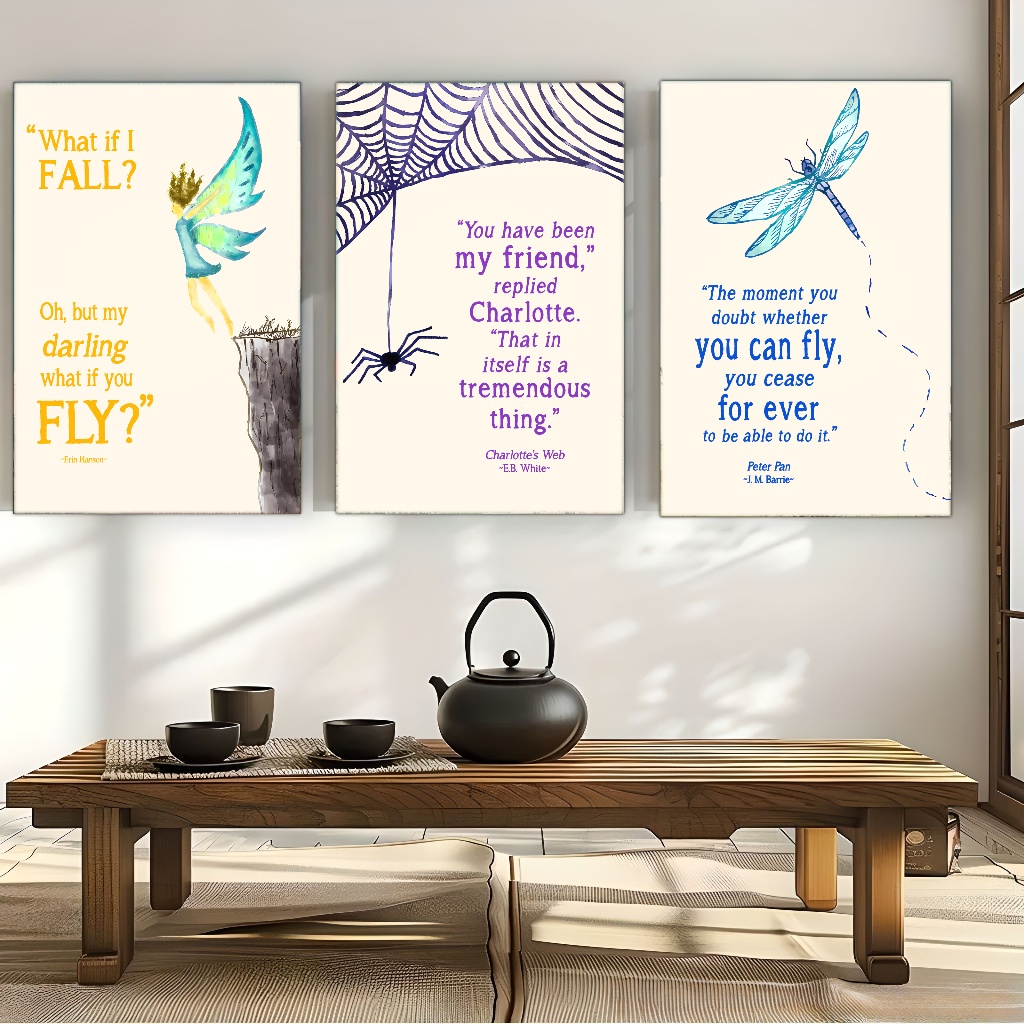 “What if I
FALL?
Oh, but my
darling
what if you
FLY?”
~Erin Hanson~
“You have been
my friend,”
replied
Charlotte.
“That in
itself is a
tremendous
thing.”
Charlotte's Web
~E.B. White~
“The moment you
doubt whether
you can fly,
you cease
for ever
to be able to do it.”
Peter Pan
~J. M. Barrie~